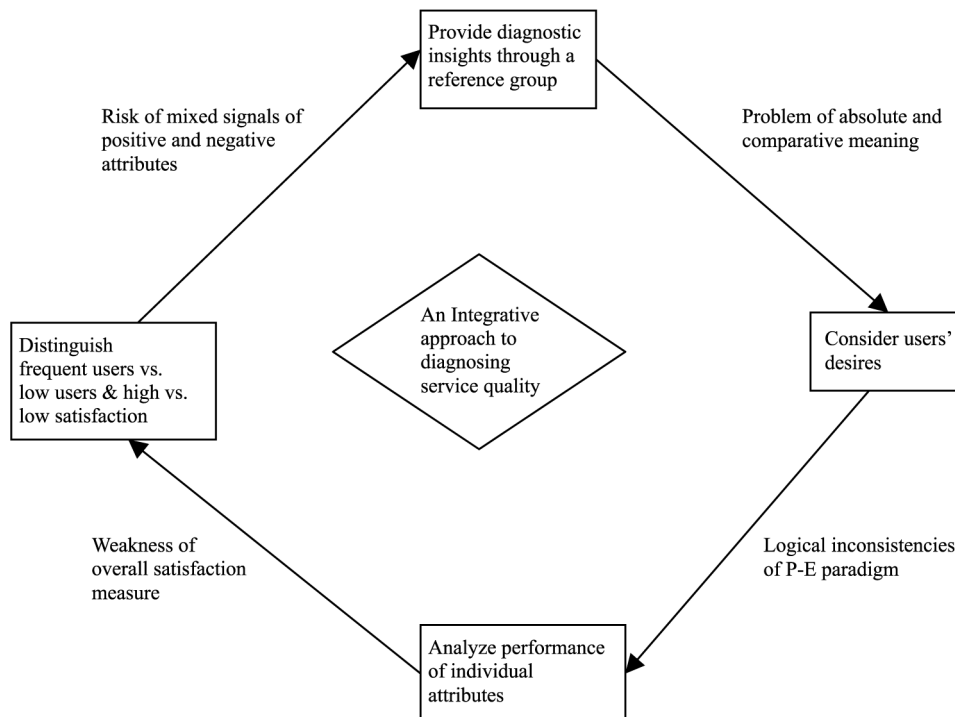 Provide diagnostic
insights through a
reference group
Risk of mixed signals of
positive and negative
attributes
Problem of absolute and
comparative meaning
An Integrative
approach to
diagnosing
service quality
Distinguish
frequent users vs.
low users & high vs.
low satisfaction
Consider users’
desires
Weakness of
overall satisfaction
measure
Logical inconsistencies
of P-E paradigm
Analyze performance
of individual
attributes